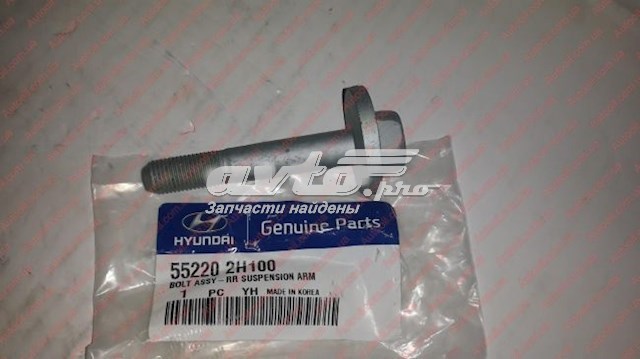 avto.pro
Запчасти найдены
HYUNDAI
Genuine Parts
55220 2H100
BOLT ASSY-RR SUSPENSION ARM
1 PC YH MADE IN KOREA